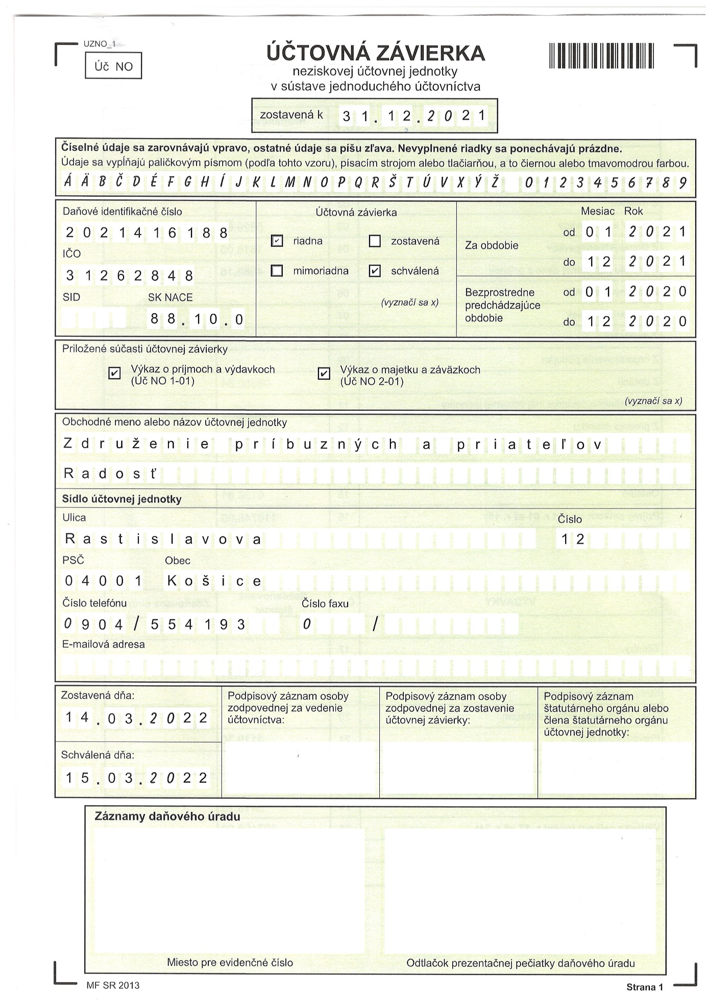 UZNO_1
Úč NO
ÚČTOVNÁ ZÁVIERKA
neziskovej účtovnej jednotky
v sústave jednoduchého účtovníctva
zostavená k 31.12.2021
Číselné údaje sa zarovnávajú vpravo, ostatné údaje sa píšu zľava. Nevyplnené riadky sa ponechávajú prázdne.
Údaje sa vypĺňajú paličkovým písmom (podľa tohto vzoru), písacím strojom alebo tlačiarňou, a to čiernou alebo tmavomodrou farbou.
Á Ä B Č D É F G H Í J K L M N O P Q R Š T Ú V X Ý Ž 0 1 2 3 4 5 6 7 8 9
Daňové identifikačné číslo
2021416188
IČO
31262848
SID SK NACE
88.10.0
Účtovná závierka
riadna zostavená
mimoriadna schválená
(vyznačí sa x)
Mesiac Rok
Za obdobie
od 01 2021
do 12 2021
Bezprostredne
predchádzajúce
obdobie
od 01 2020
do 12 2020
Priložené súčasti účtovnej závierky
Výkaz o príjmoch a výdavkoch
(Úč NO 1-01)
Výkaz o majetku a záväzkoch
(Úč NO 2-01)
(vyznačí sa x)
Obchodné meno alebo názov účtovnej jednotky
Združenie príbuzných a priateľov
Radosť
Sídlo účtovnej jednotky
Ulica Číslo
Rastislavova 12
PSČ Obec
04001 Košice
Číslo telefónu Číslo faxu
0904/554193 0 /
E-mailová adresa
Zostavená dňa:
14.03.2022
Schválená dňa:
15.03.2022
Podpisový záznam osoby
zodpovednej za vedenie
účtovníctva:
Podpisový záznam osoby
zodpovednej za zostavenie
účtovnej závierky:
Podpisový záznam
štatutárneho orgánu alebo
člena štatutárneho orgánu
účtovnej jednotky:
Záznamy daňového úradu
Miesto pre evidenčné číslo Odtlačok prezentačnej pečiatky daňového úradu
MF SR 2013 Strana 1